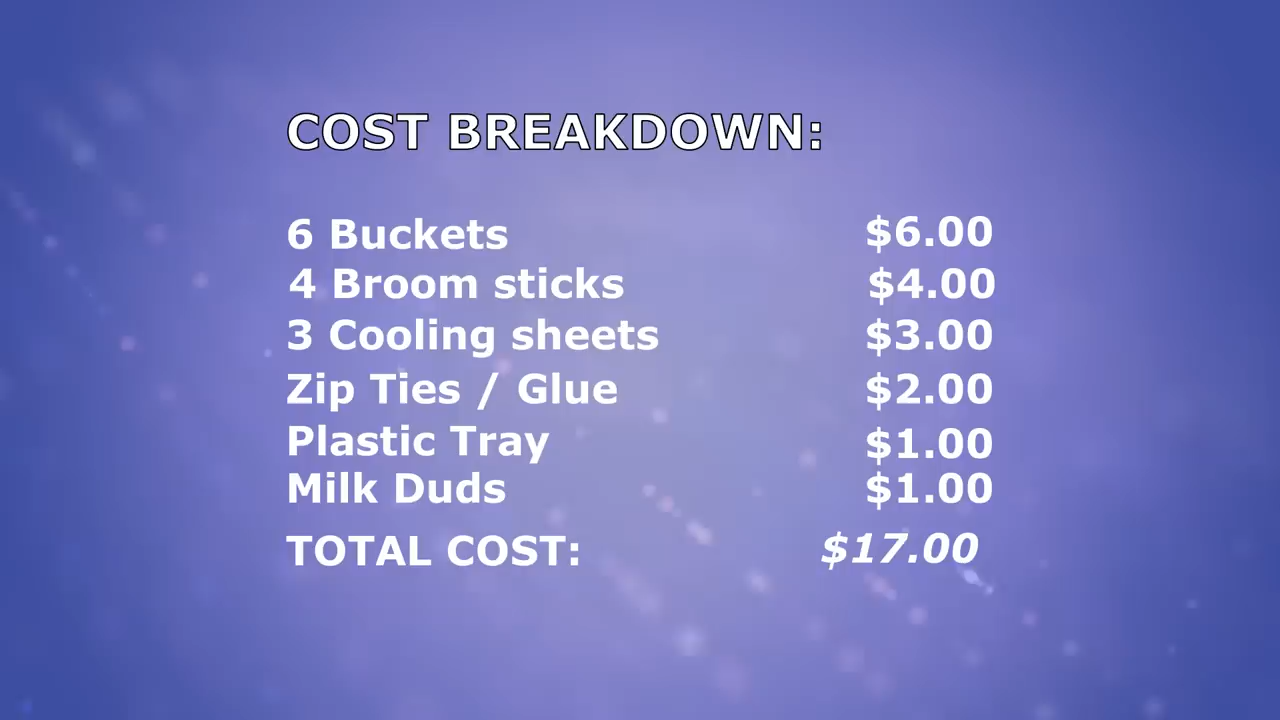 COST BREAKDOWN:
6 Buckets $6.00
4 Broom sticks $4.00
3 Cooling sheets $3.00
Zip Ties / Glue $2.00
Plastic Tray $1.00
Milk Duds $1.00
TOTAL COST: $17.00